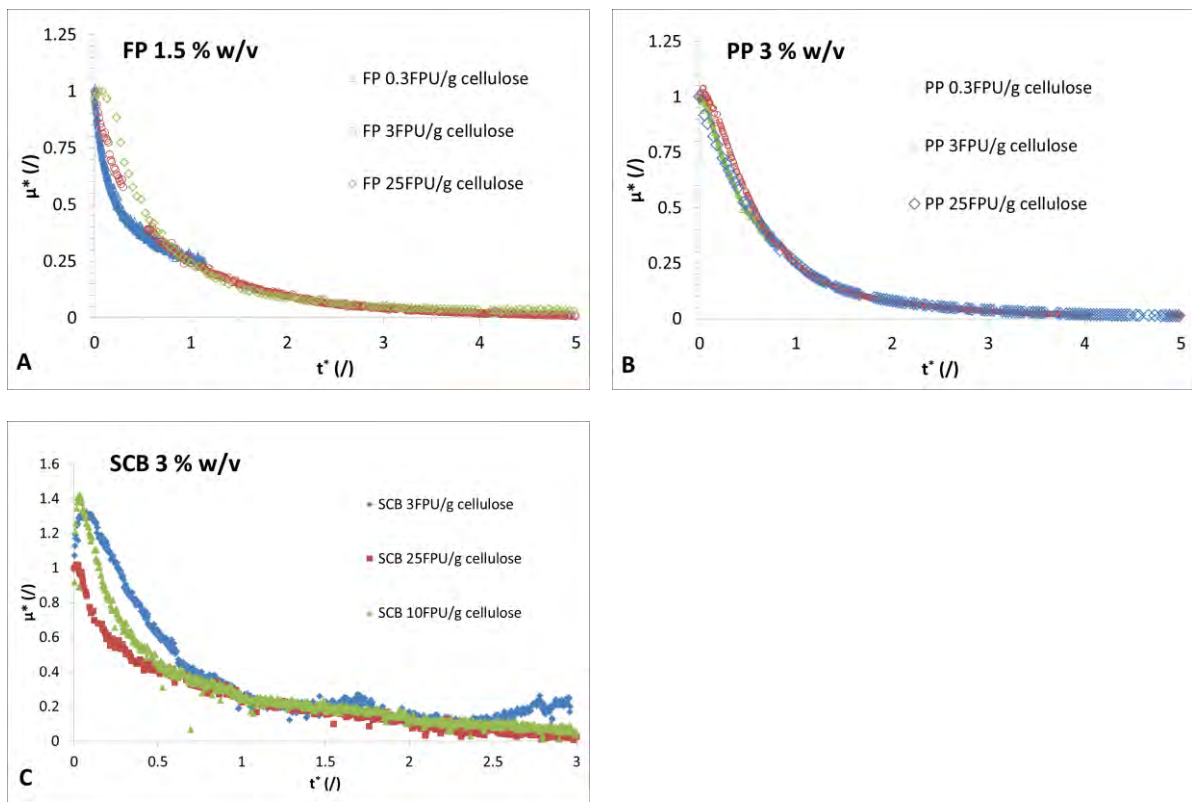 FP 1.5 % w/v
FP 0.3FPU/g cellulose
FP 3FPU/g cellulose
FP 25FPU/g cellulose
1.25
1
0.75
0.5
0.25
0
µ* (/)
0 1 2 3 4 5
t* (/)
A
PP 3 % w/v
PP 0.3FPU/g cellulose
PP 3FPU/g cellulose
PP 25FPU/g cellulose
1.25
1
0.75
0.5
0.25
0
µ* (/)
0 1 2 3 4 5
t* (/)
B
SCB 3 % w/v
SCB 3FPU/g cellulose
SCB 25FPU/g cellulose
SCB 10FPU/g cellulose
1.6
1.4
1.2
1
0.8
0.6
0.4
0.2
0
µ* (/)
0 0.5 1 1.5 2 2.5 3
t* (/)
C